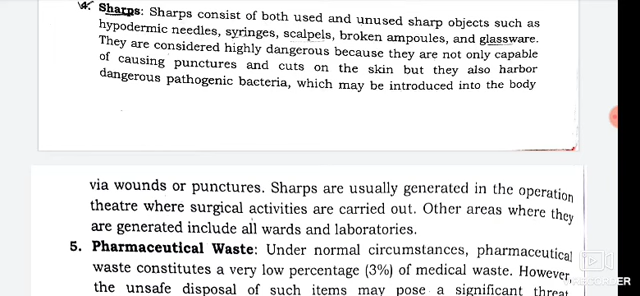 4. Sharps: Sharps consist of both used and unused sharp objects such as
hypodermic needles, syringes, scalpels, broken ampoules, and glassware.
They are considered highly dangerous because they are not only capable
of causing punctures and cuts on the skin but they also harbor
dangerous pathogenic bacteria, which may be introduced into the body
via wounds or punctures. Sharps are usually generated in the operation
theatre where surgical activities are carried out. Other areas where they
are generated include all wards and laboratories.
5. Pharmaceutical Waste: Under normal circumstances, pharmaceutical
waste constitutes a very low percentage (3%) of medical waste. However,
the unsafe disposal of such items may pose a significant threat
RECORDER